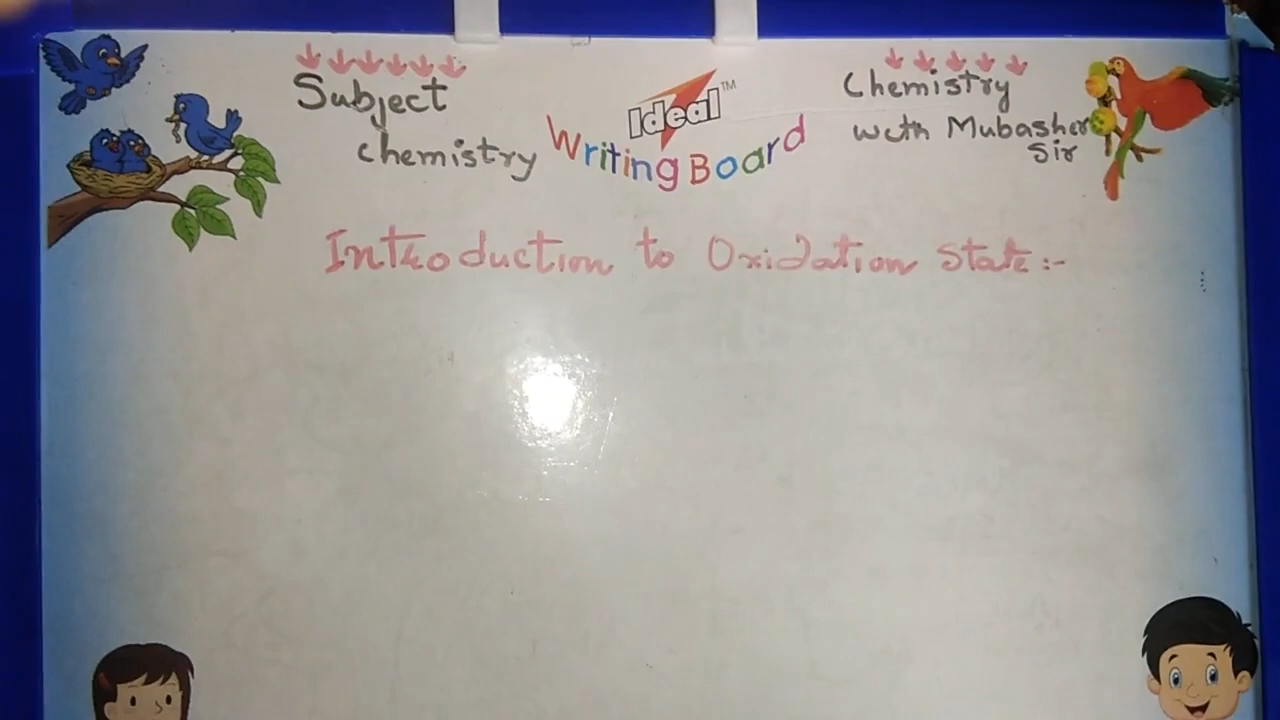 Subject
chemistry
Ideal™
Writing Board
Chemistry
with Mubasher
Sir
Introduction to Oxidation State:-